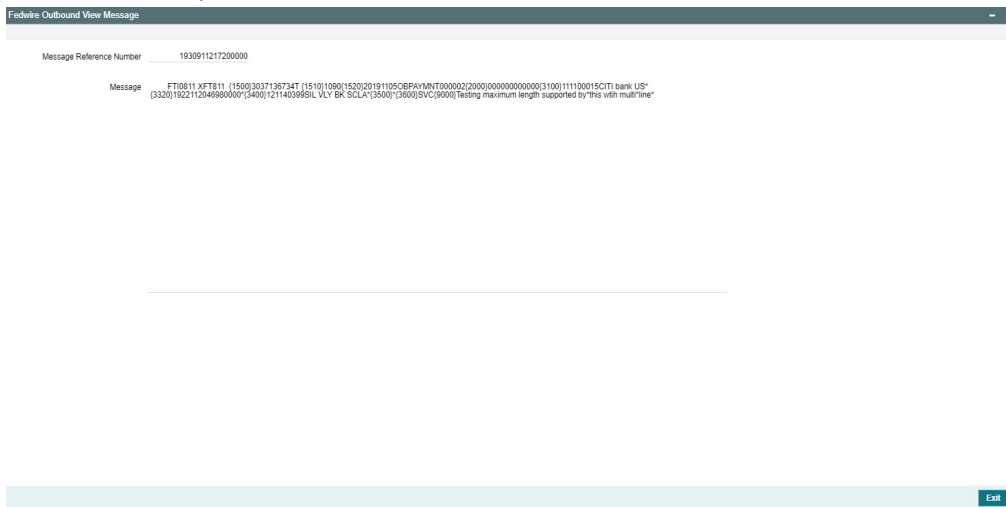 Fedwire Outbound View Message
Message Reference Number 1930911217200000
Message FTI0811 XFT811 {1500}3037136734T {1510}1090{1520}20191105OBPAYMNT000002{2000}000000000000{3100}111100015CITI bank US*
{3320}1922112046980000*{3400}121140399SIL VLY BK SCLA*{3500}*{3600}SVC{9000}Testing maximum length supported by*this wtih multi*line*
Exit